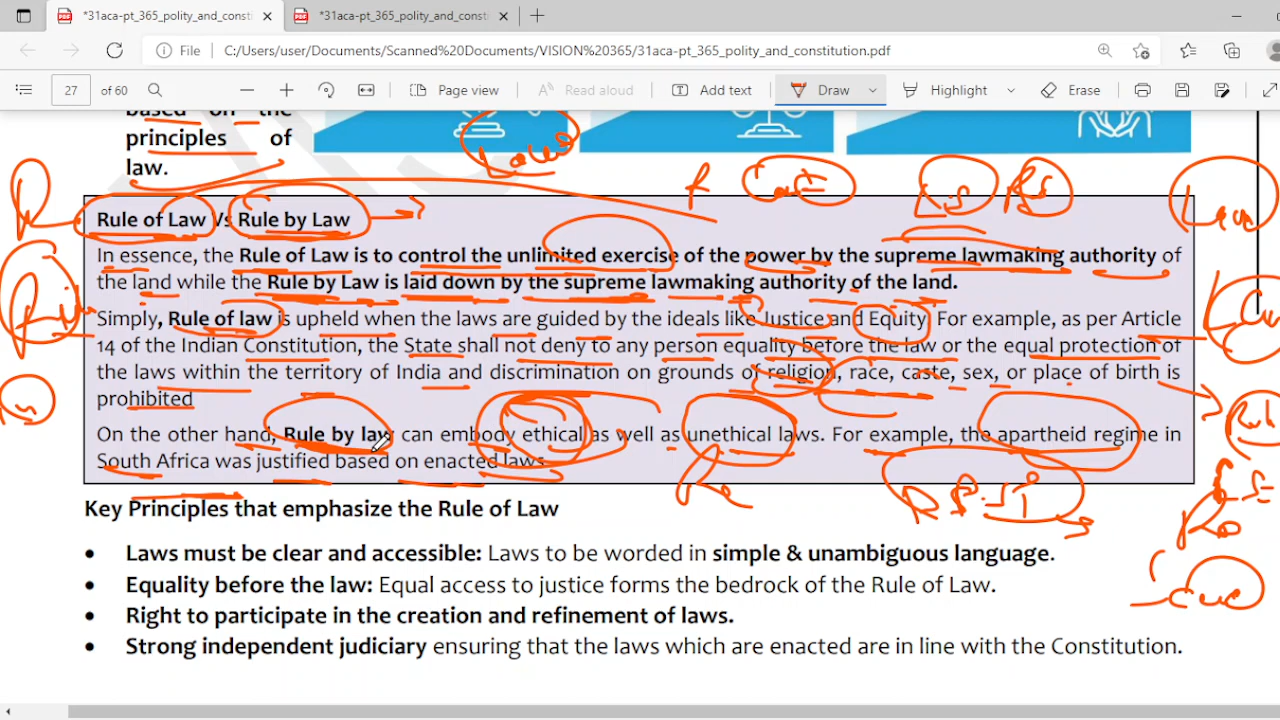 *31aca-pt_365_polity_and_consti
*31aca-pt_365_polity_and_consti
File
C:/Users/user/Documents/Scanned%20Documents/VISION%20365/31aca-pt_365_polity_and_constitution.pdf
27 of 60
Page view
Read aloud
Add text
Draw
Highlight
Erase
based on the
principles of
law.
Laws
Rule of Law Vs Rule by Law
In essence, the Rule of Law is to control the unlimited exercise of the power by the supreme lawmaking authority of
the land while the Rule by Law is laid down by the supreme lawmaking authority of the land.
Simply, Rule of law is upheld when the laws are guided by the ideals like Justice and Equity. For example, as per Article
14 of the Indian Constitution, the State shall not deny to any person equality before the law or the equal protection of
the laws within the territory of India and discrimination on grounds of religion, race, caste, sex, or place of birth is
prohibited
On the other hand, Rule by law can embody ethical as well as unethical laws. For example, the apartheid regime in
South Africa was justified based on enacted laws.
Key Principles that emphasize the Rule of Law
• Laws must be clear and accessible: Laws to be worded in simple & unambiguous language.
• Equality before the law: Equal access to justice forms the bedrock of the Rule of Law.
• Right to participate in the creation and refinement of laws.
• Strong independent judiciary ensuring that the laws which are enacted are in line with the Constitution.